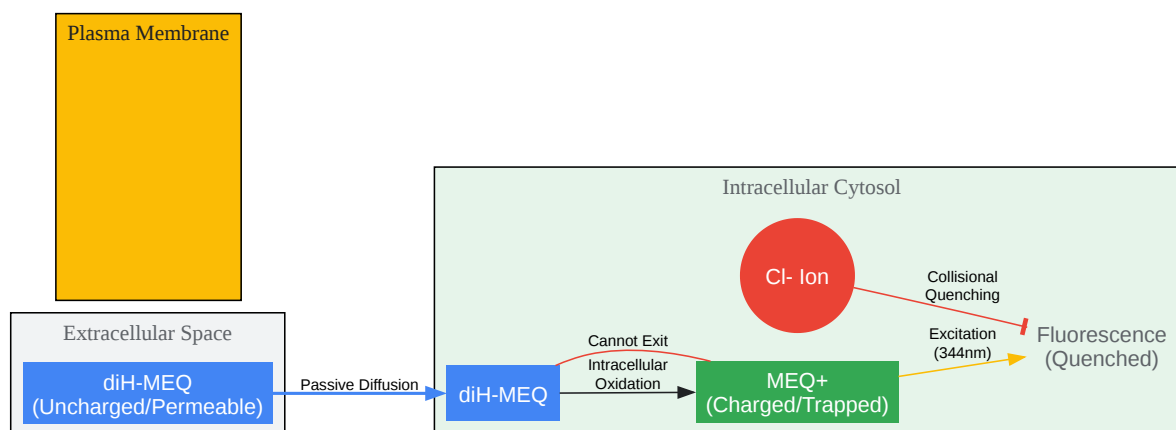 Plasma Membrane
Extracellular Space
diH-MEQ
(Uncharged/Permeable)
Passive Diffusion
Intracellular Cytosol
diH-MEQ
Cannot Exit
Intracellular
Oxidation
MEQ+
(Charged/Trapped)
Cl- Ion
Collisional
Quenching
Excitation
(344nm)
Fluorescence
(Quenched)